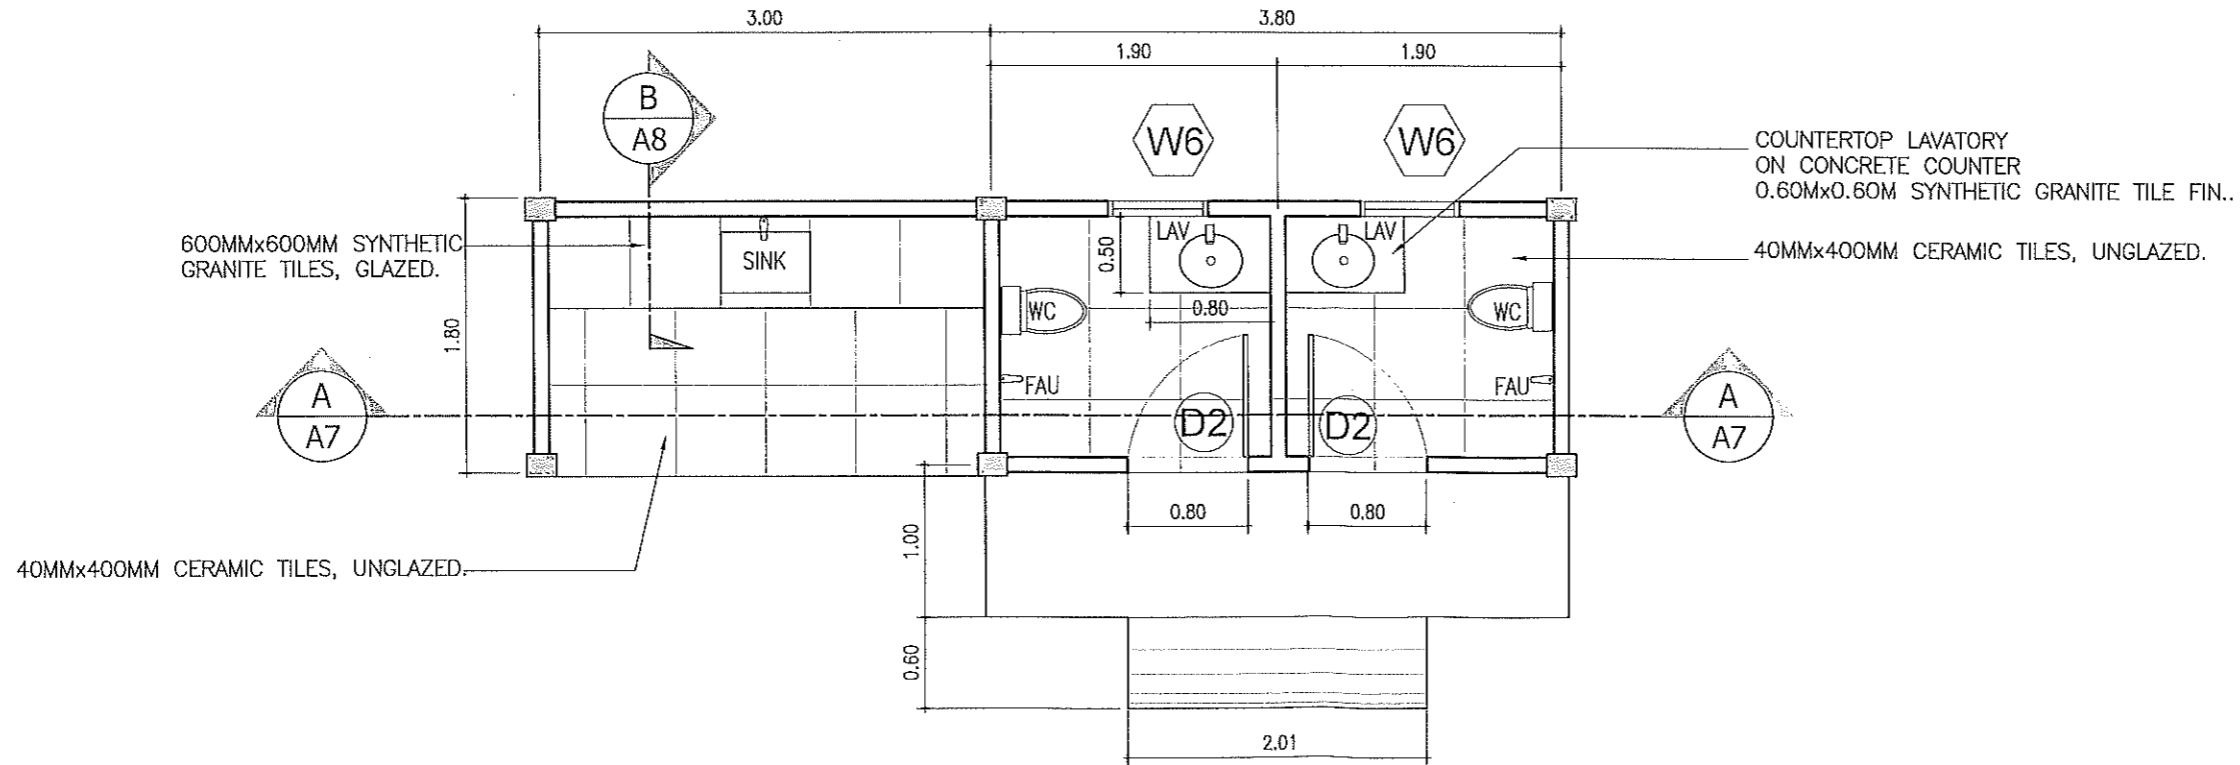 3.00
3.80
1.90
1.90
B
A8
W6
W6
COUNTERTOP LAVATORY
ON CONCRETE COUNTER
0.60Mx0.60M SYNTHETIC GRANITE TILE FIN..
600MMx600MM SYNTHETIC
GRANITE TILES, GLAZED.
SINK
LAV
LAV
0.50
40MMx400MM CERAMIC TILES, UNGLAZED.
WC
0.80
WC
1.80
A
A7
FAU
FAU
D2
D2
A
A7
0.80
0.80
1.00
40MMx400MM CERAMIC TILES, UNGLAZED.
0.60
2.01